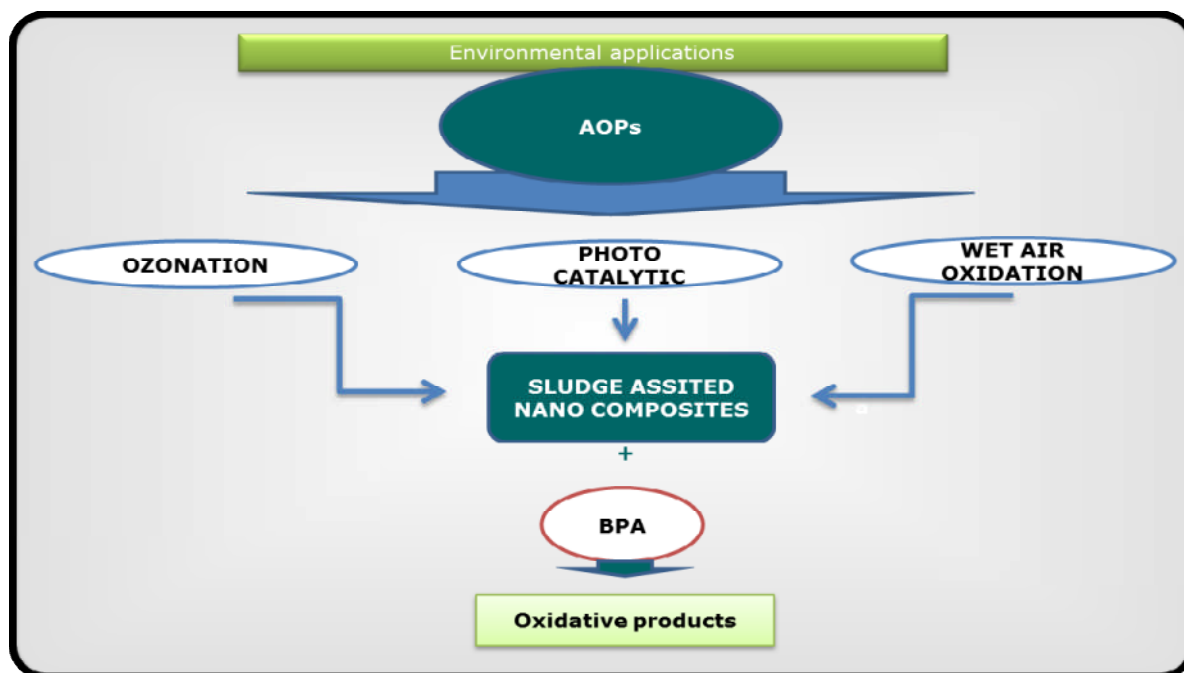 Environmental applications
AOPs
OZONATION
PHOTO
CATALYTIC
WET AIR
OXIDATION
SLUDGE ASSITED
NANO COMPOSITES
a
+
BPA
Oxidative products